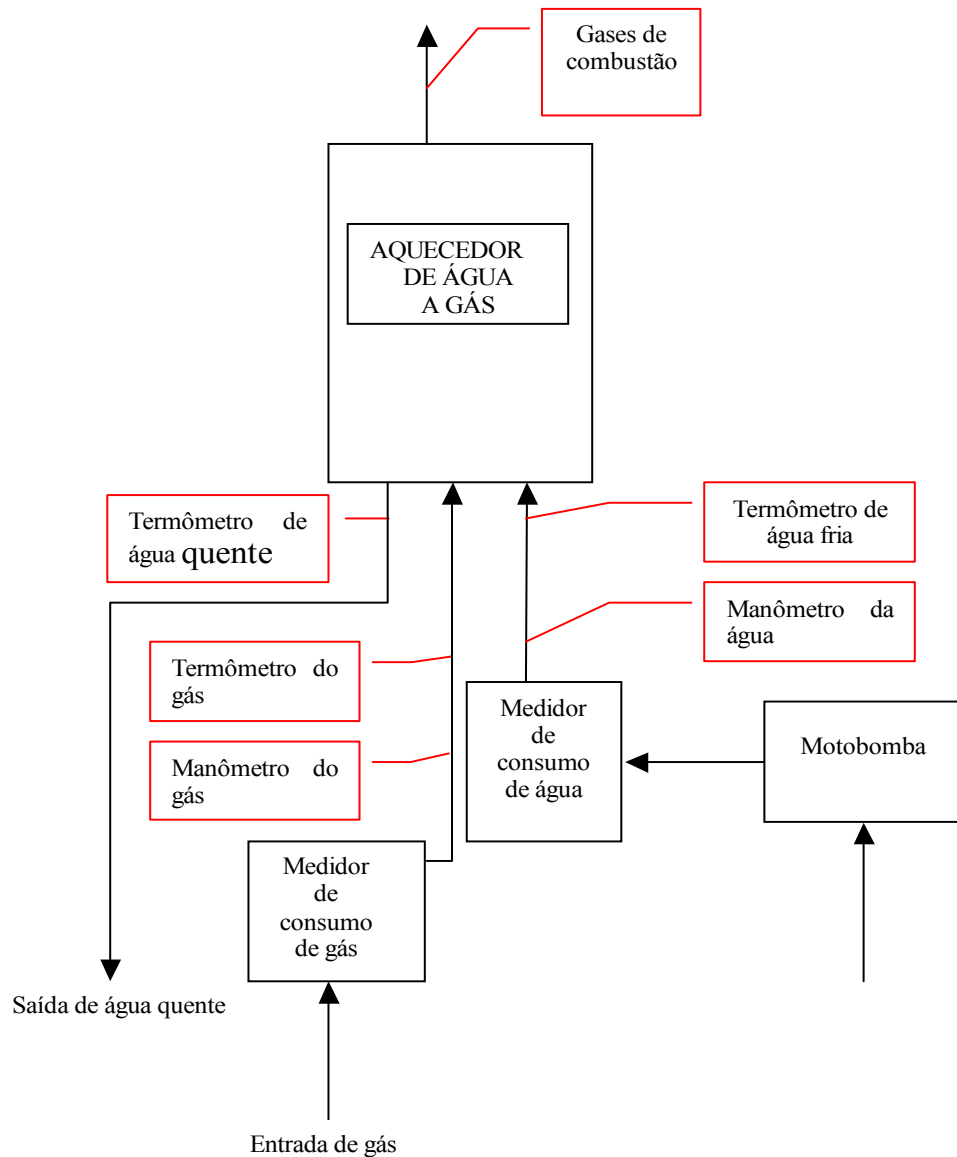 Gases de
combustão
AQUECEDOR
DE ÁGUA
A GÁS
Termômetro de
água quente
Termômetro de
água fria
Manômetro da
água
Termômetro do
gás
Medidor
de
consumo
de água
Motobomba
Manômetro do
gás
Medidor
de
consumo
de gás
Saída de água quente
Entrada de gás